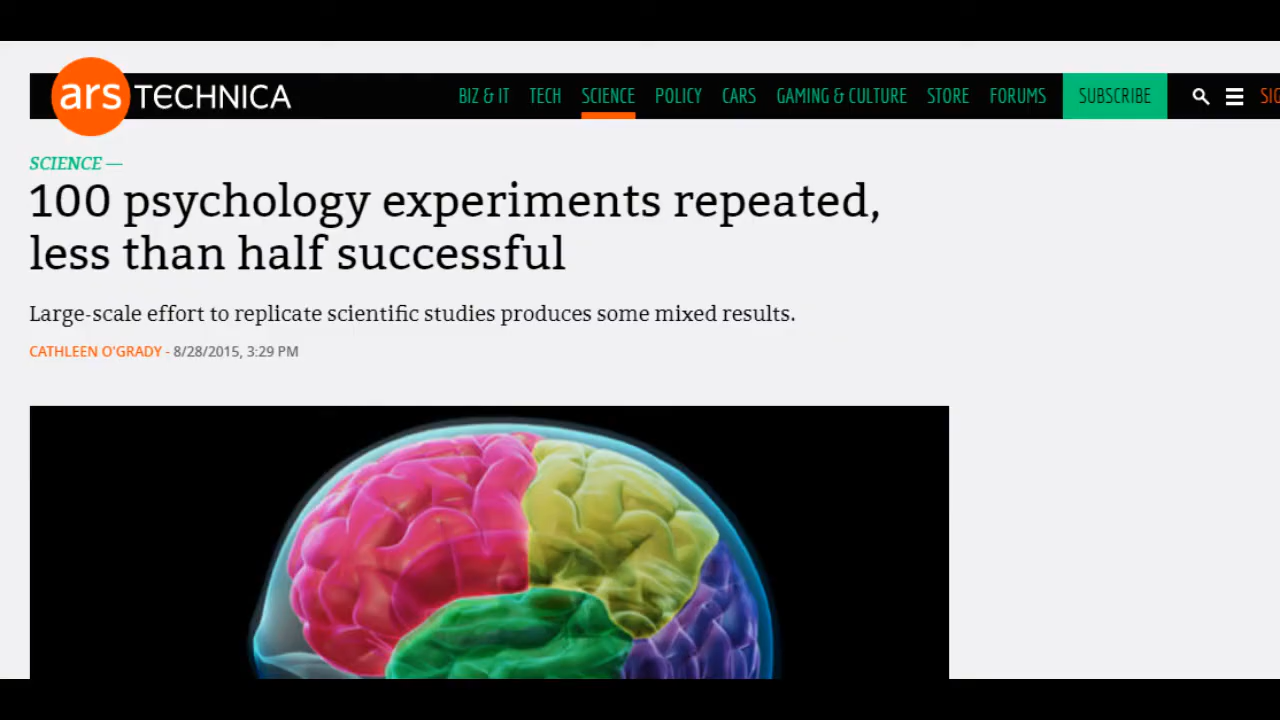 ars TECHNICA BIZ & IT TECH SCIENCE POLICY CARS GAMING & CULTURE STORE FORUMS SUBSCRIBE
SCIENCE —
100 psychology experiments repeated,
less than half successful
Large-scale effort to replicate scientific studies produces some mixed results.
CATHLEEN O'GRADY - 8/28/2015, 3:29 PM